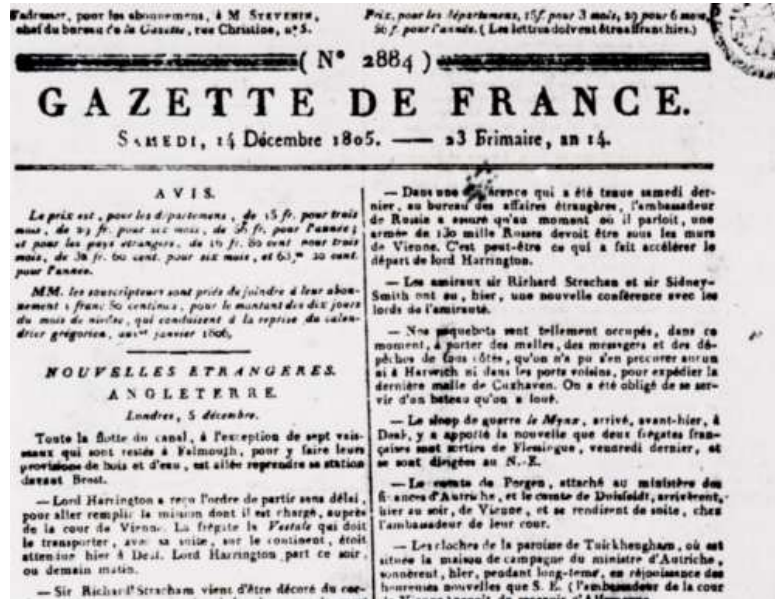 s'adresser, pour les abonnemens, à M STEVENIN,
chef du bureau de la Gazette, rue Christine, n° 5.
Prix, pour les départemens, 15f. pour 3 mois, 29 pour 6 mois,
50 f. pour l'année. (Les lettres doivent être affranchies.)
( N° 2884 )
GAZETTE DE FRANCE.
SAMEDI, 14 Décembre 1805. —— 23 Frimaire, an 14.
AVIS.
Le prix est, pour les départemens, de 15 fr. pour trois
mois, de 29 fr. pour six mois, de 56 fr. pour l'année;
et pour les pays étrangers, de 16 fr. 80 cent pour trois
mois, de 32 fr. 60 cent. pour six mois, et 63, 20 cent.
pour l'année.
MM. les souscripteurs sont priés de joindre à leur abon-
nement 1 franc 50 centimes, pour le montant des dix jours
du mois de nivôse, qui conduisent à la reprise du calen-
drier grégorien, au 1er janvier 1806.
NOUVELLES ETRANGERES.
ANGLETERRE.
Londres, 5 décembre.
Toute la flotte du canal, à l'exception de sept vais-
seaux qui sont restés à Falmouth, pour y faire leurs
provisions de bois et d'eau, est allée reprendre sa station
devant Brest.
— Lord Harrington a reçu l'ordre de partir sans délai,
pour aller remplir la mission dont il est chargé, auprès
de la cour de Vienne. La frégate la Vestale qui doit
le transporter, avec sa suite, sur le continent, étoit
attendue hier à Deal. Lord Harrington part ce soir,
ou demain matin.
— Sir Richard Stracham vient d'être décoré du cor-
— Dans une conférence qui a été tenue samedi der-
nier, au bureau des affaires étrangères, l'ambassadeur
de Russie a assuré qu'au moment où il parloit, une
armée de 130 mille Russes devoit être sous les murs
de Vienne. C'est peut-être ce qui a fait accélérer le
départ de lord Harrington.
— Les amiraux sir Richard Strachan et sir Sidney-
Smith ont eu, hier, une nouvelle conférence avec les
lords de l'amirauté.
— Nos paquebots sont tellement occupés, dans ce
moment, à porter des malles, des messagers et des dé-
pêches de tous côtés, qu'on n'a pu s'en procurer aucun
ni à Harwich ni dans les ports voisins, pour expédier la
dernière malle de Cuxhaven. On a été obligé de se ser-
vir d'un bateau qu'on a loué.
— Le sloop de guerre le Mynx, arrivé, avant-hier, à
Deal, y a apporté la nouvelle que deux frégates fran-
çaises sont sorties de Flessingue, vendredi dernier, et
se sont dirigées au N.-E.
— Le comte de Pergen, attaché au ministère des
finances d'Autriche, et le comte de Duisfeldt, arrivèrent,
hier au soir, de Vienne, et se rendirent de suite, chez
l'ambassadeur de leur cour.
— Les cloches de la paroisse de Tuickhengham, où est
située la maison de campagne du ministre d'Autriche,
sonnèrent, hier, pendant long-tems, en réjouissance des
heureuses nouvelles que S. E. (l'ambassadeur de la cour